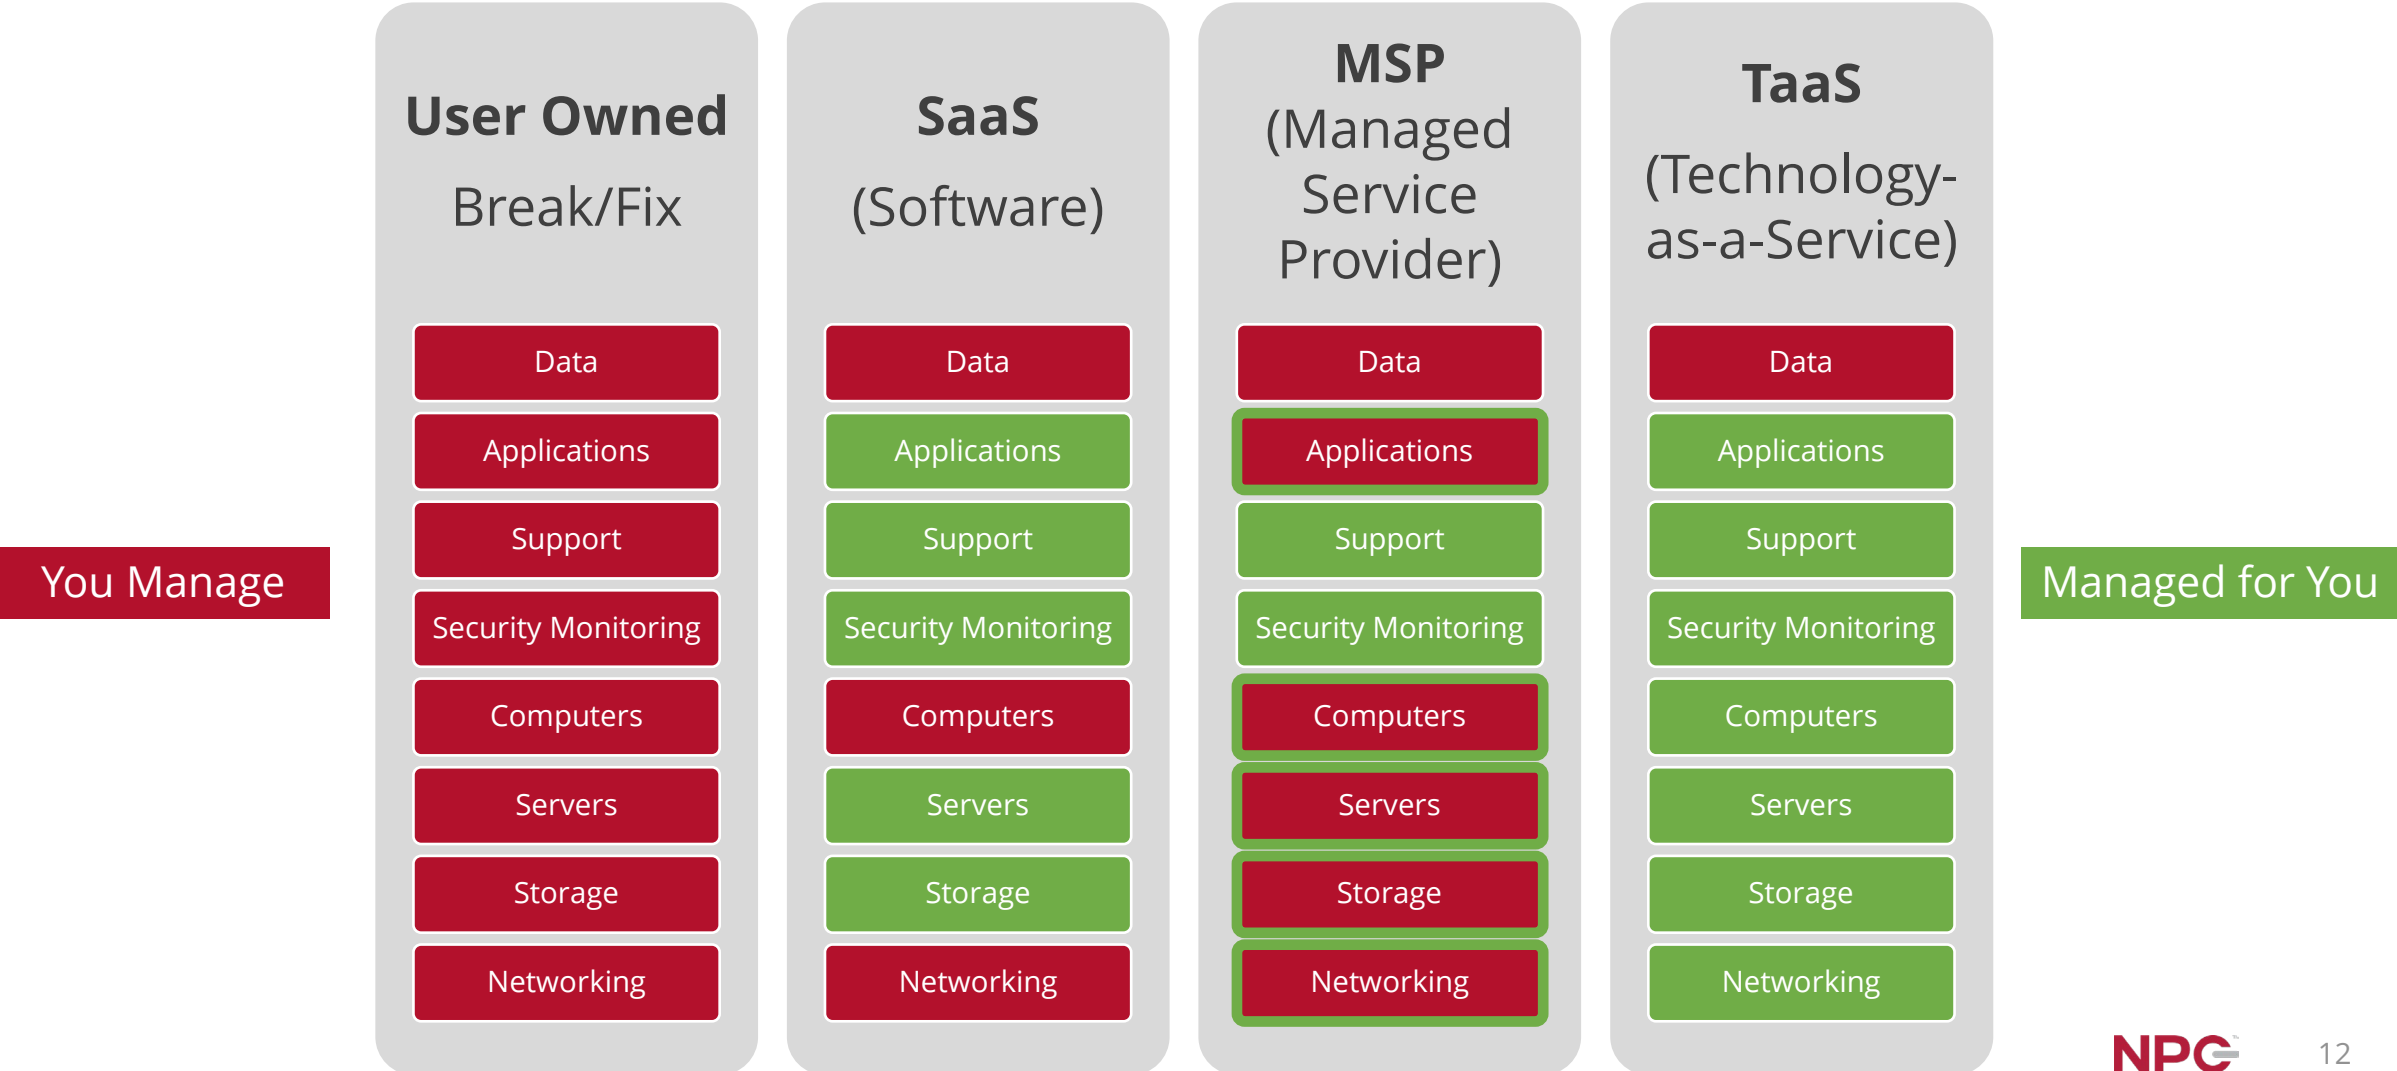 You Manage
User Owned
Break/Fix
Data
Applications
Support
Security Monitoring
Computers
Servers
Storage
Networking
SaaS
(Software)
Data
Applications
Support
Security Monitoring
Computers
Servers
Storage
Networking
MSP
(Managed
Service
Provider)
Data
Applications
Support
Security Monitoring
Computers
Servers
Storage
Networking
TaaS
(Technology-
as-a-Service)
Data
Applications
Support
Security Monitoring
Computers
Servers
Storage
Networking
Managed for You
NPC
12